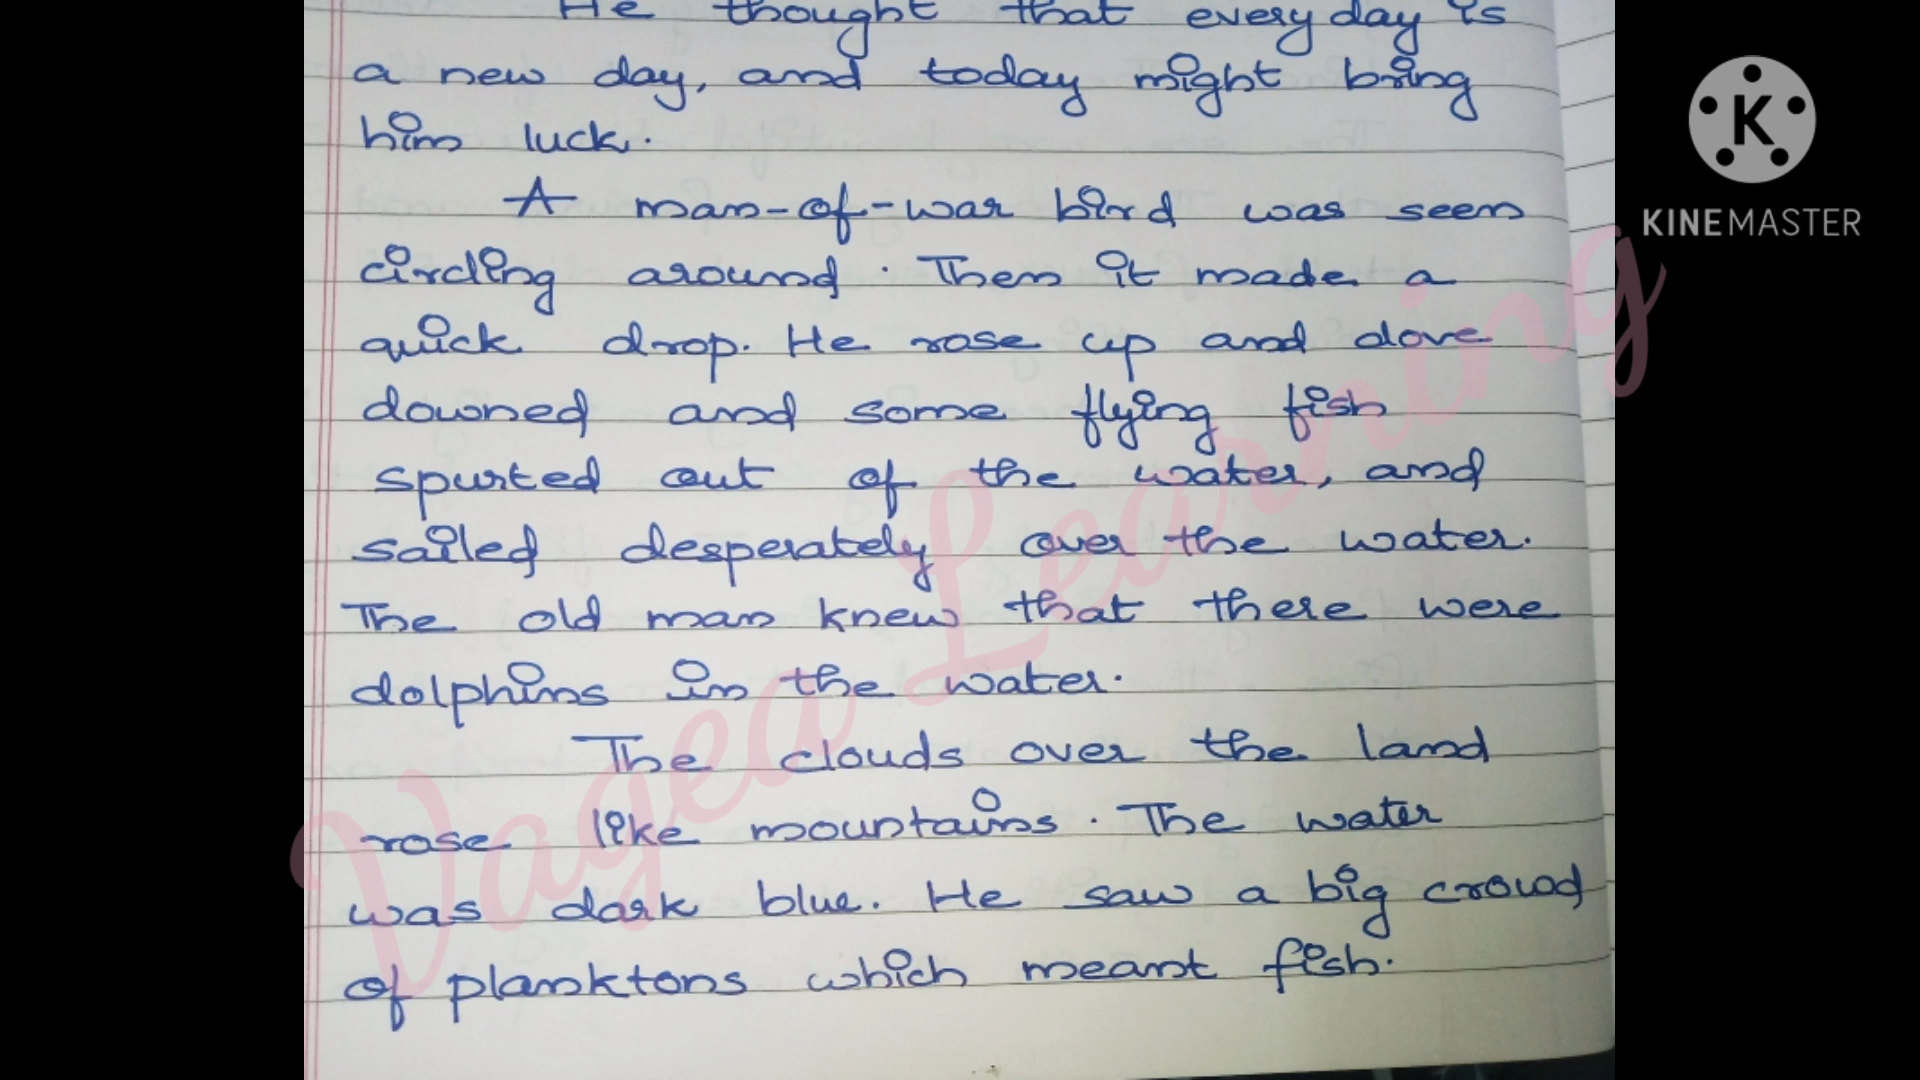 He thought that every day is
a new day, and today might bring
him luck.
A man-of-war bird was seen
circling around. Then it made a
quick drop. He rose up and dove
downed and some flying fish
spurted out of the water, and
sailed desperately over the water.
The old man knew that there were
dolphins in the water.
The clouds over the land
rose like mountains. The water
was dark blue. He saw a big crowd
of planktons which meant fish.
Vagea Learning
K
KINEMASTER